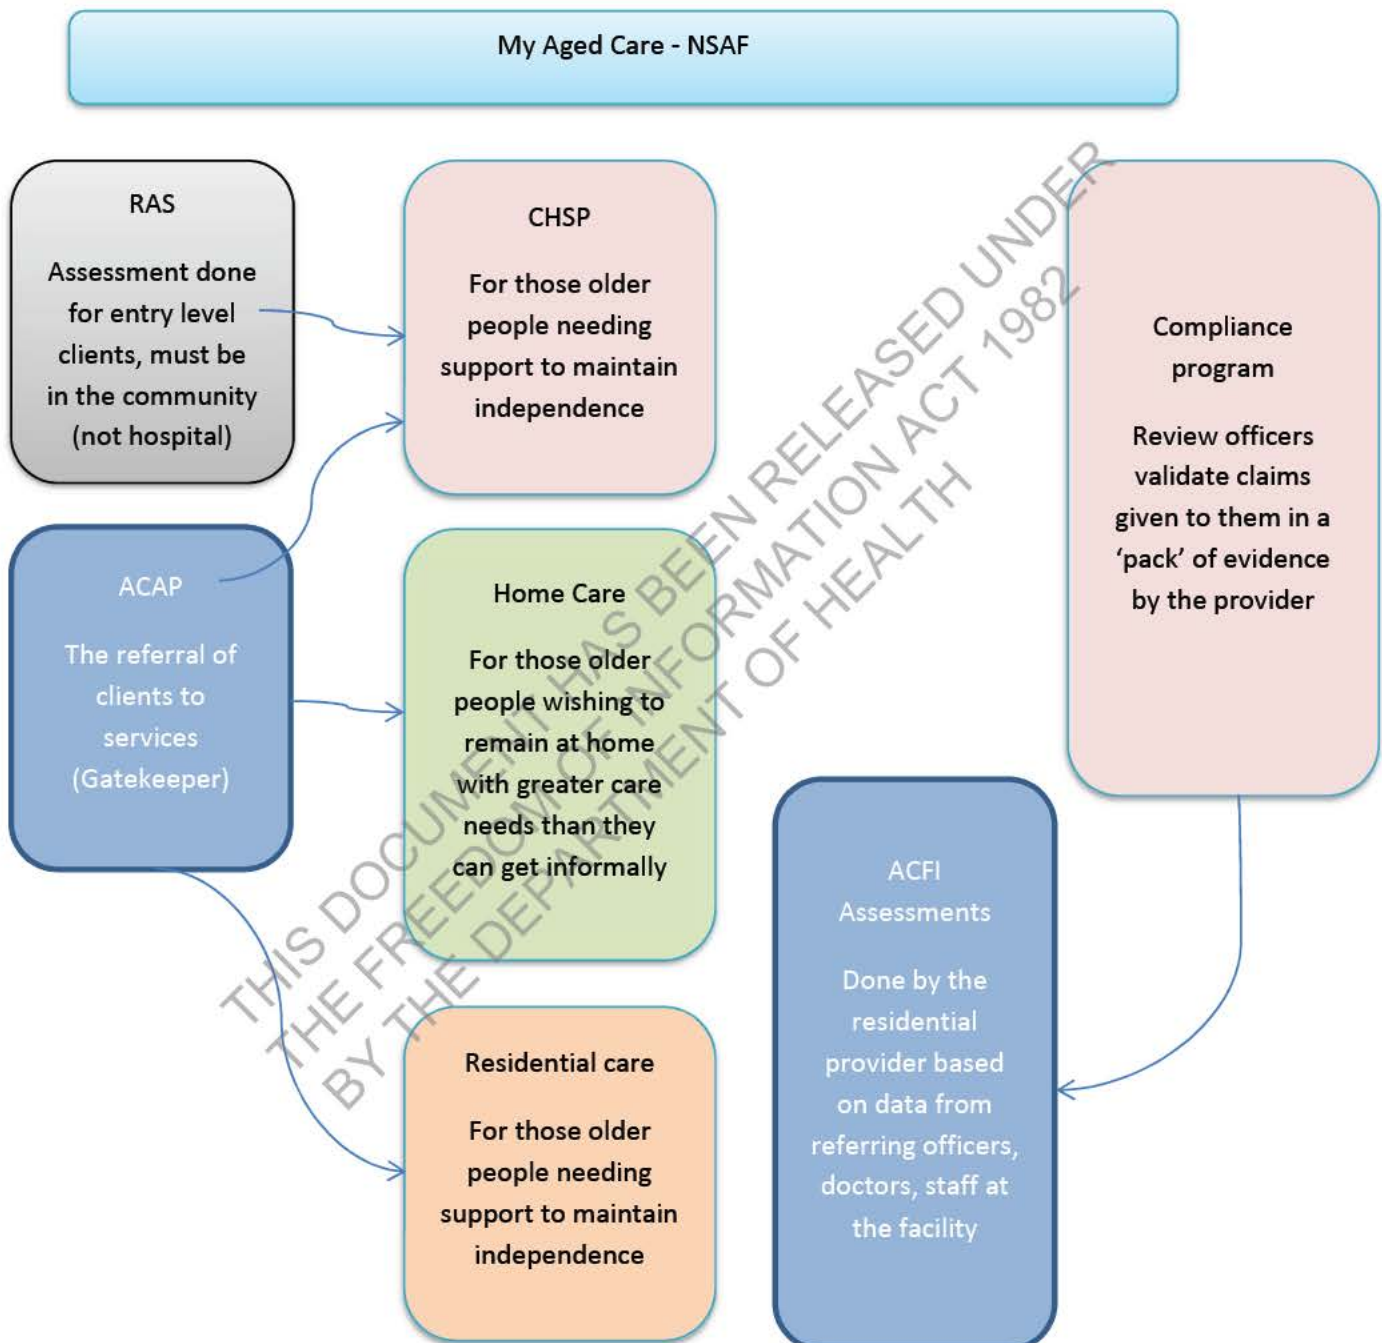 My Aged Care - NSAF
RAS
Assessment done
for entry level
clients, must be
in the community
(not hospital)
CHSP
For those older
people needing
support to maintain
independence
Compliance
program
Review officers
validate claims
given to them in a
‘pack’ of evidence
by the provider
ACAP
The referral of
clients to
services
(Gatekeeper)
Home Care
For those older
people wishing to
remain at home
with greater care
needs than they
can get informally
ACFI
Assessments
Done by the
residential
provider based
on data from
referring officers,
doctors, staff at
the facility
Residential care
For those older
people needing
support to maintain
independence
THIS DOCUMENT HAS BEEN RELEASED UNDER
THE FREEDOM OF INFORMATION ACT 1982
BY THE DEPARTMENT OF HEALTH